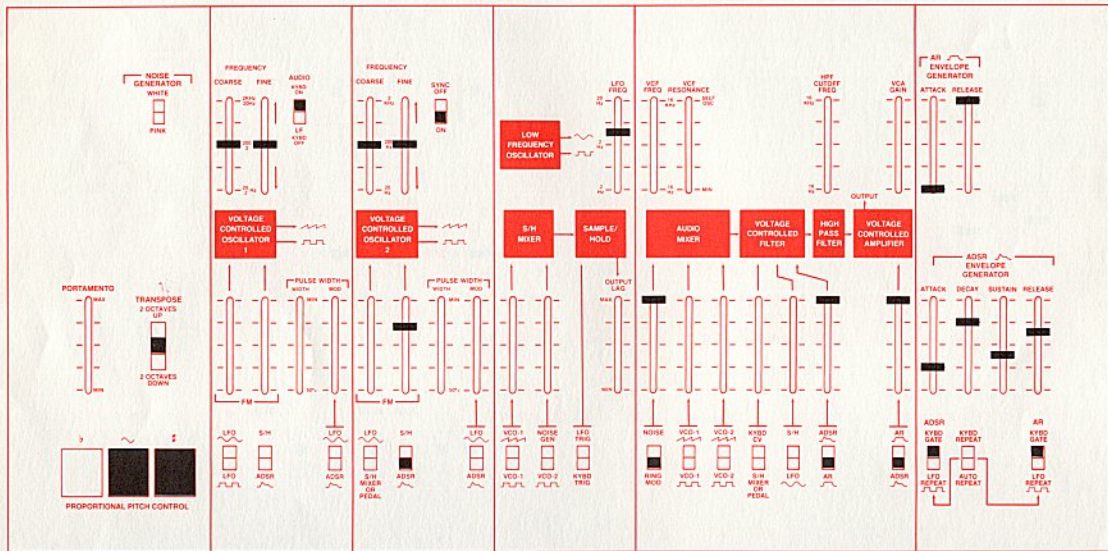 NOISE
GENERATOR
WHITE
PINK
PORTAMENTO
MAX
MIN
TRANSPOSE
2 OCTAVES
UP
2 OCTAVES
DOWN
PROPORTIONAL PITCH CONTROL
FREQUENCY
COARSE
FINE
AUDIO
KYBD
ON
LF
KYBD
OFF
VOLTAGE
CONTROLLED
OSCILLATOR
1
PULSE WIDTH
WIDTH
MOD
MIN
50%
FM
LFO
S/H
LFO
LFO
ADSR
ADSR
FREQUENCY
COARSE
FINE
SYNC
OFF
ON
VOLTAGE
CONTROLLED
OSCILLATOR
2
PULSE WIDTH
WIDTH
MOD
MIN
50%
FM
LFO
S/H
LFO
S/H
MIXER
OR
PEDAL
ADSR
ADSR
LFO
FREQ
LOW
FREQUENCY
OSCILLATOR
S/H
MIXER
SAMPLE/
HOLD
OUTPUT
LAG
MAX
MIN
VCO-1
NOISE
GEN
LFO
TRIG
VCO-1
VCO-2
KYBD
TRIG
VCF
FREQ
VCF
RESONANCE
SELF
OSC
MIN
HPF
CUTOFF
FREQ
VCA
GAIN
OUTPUT
AUDIO
MIXER
VOLTAGE
CONTROLLED
FILTER
HIGH
PASS
FILTER
VOLTAGE
CONTROLLED
AMPLIFIER
NOISE
VCO-1
VCO-2
KYBD
CV
S/H
ADSR
AR
RING
MOD
VCO-1
VCO-2
S/H
MIXER
OR
PEDAL
LFO
AR
ADSR
AR
ENVELOPE
GENERATOR
ATTACK
RELEASE
ADSR
ENVELOPE
GENERATOR
ATTACK
DECAY
SUSTAIN
RELEASE
ADSR
KYBD
GATE
KYBD
REPEAT
AR
KYBD
GATE
LFO
REPEAT
AUTO
REPEAT
LFO
REPEAT